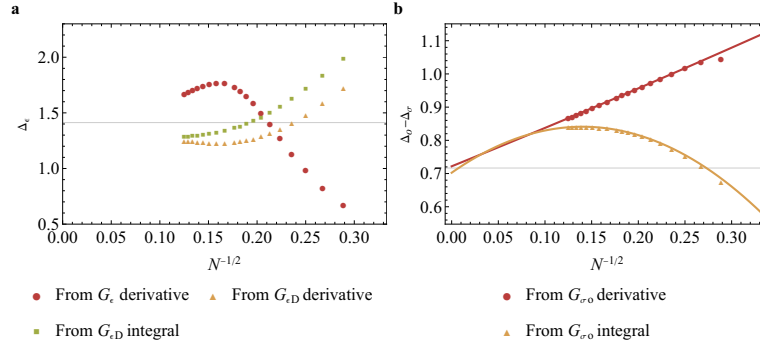 a
b
2.0
1.5
1.0
0.5
Δϵ
0.00 0.05 0.10 0.15 0.20 0.25 0.30
N^{-1/2}
1.1
1.0
0.9
0.8
0.7
0.6
Δo−Δσ
0.00 0.05 0.10 0.15 0.20 0.25 0.30
N^{-1/2}
From Gϵ derivative
From GϵD derivative
From GϵD integral
From Gσo derivative
From Gσo integral